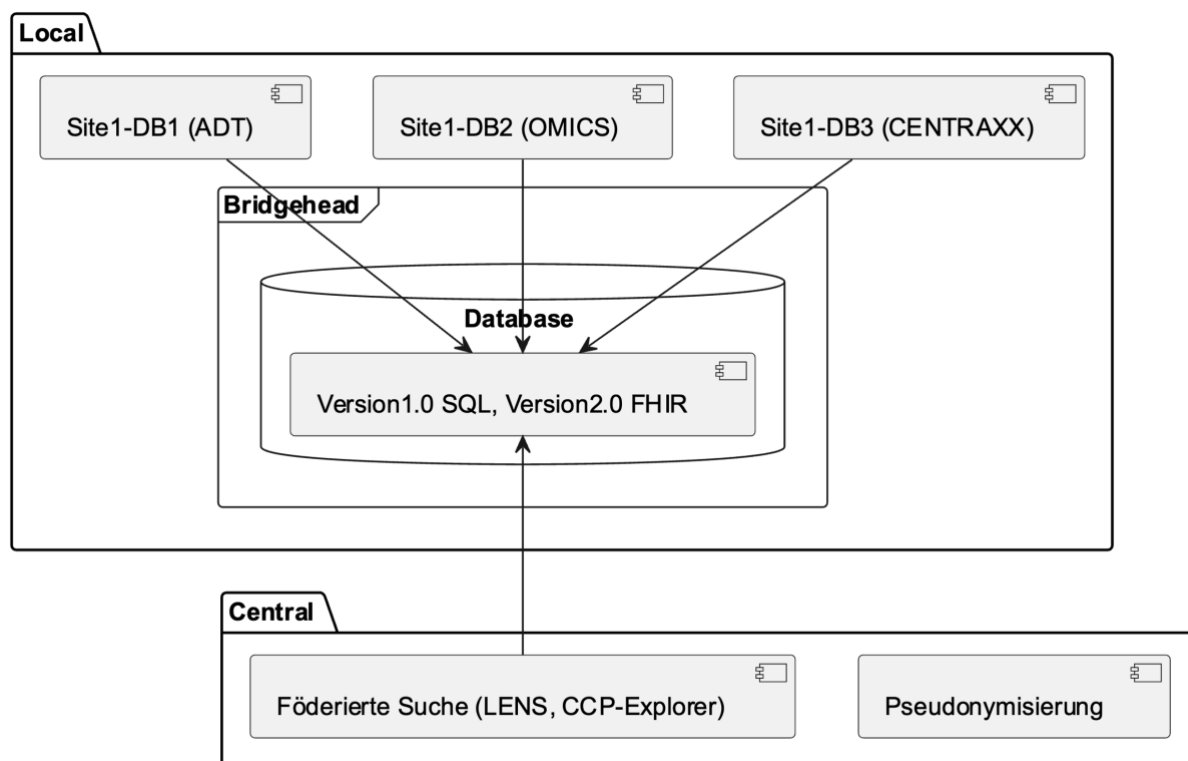 Local
Site1-DB1 (ADT)
Site1-DB2 (OMICS)
Site1-DB3 (CENTRAXX)
Bridgehead
Database
Version1.0 SQL, Version2.0 FHIR
Central
Föderierte Suche (LENS, CCP-Explorer)
Pseudonymisierung